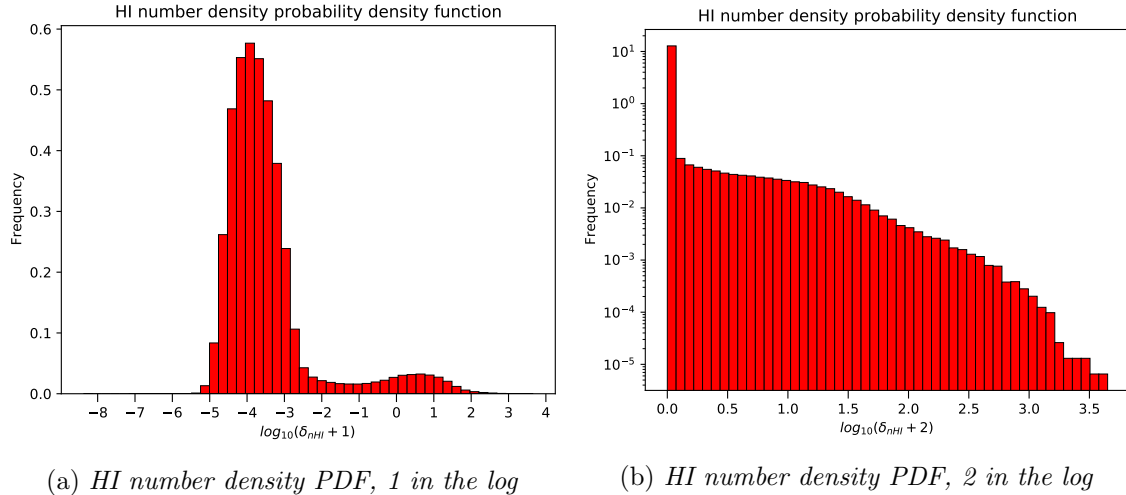 HI number density probability density function
Frequency
0.6
0.5
0.4
0.3
0.2
0.1
0.0
−8 −7 −6 −5 −4 −3 −2 −1 0 1 2 3 4
log₁₀(δₙHI + 1)
(a) HI number density PDF, 1 in the log
HI number density probability density function
Frequency
10¹
10⁰
10⁻¹
10⁻²
10⁻³
10⁻⁴
10⁻⁵
0.0 0.5 1.0 1.5 2.0 2.5 3.0 3.5
log₁₀(δₙHI + 2)
(b) HI number density PDF, 2 in the log